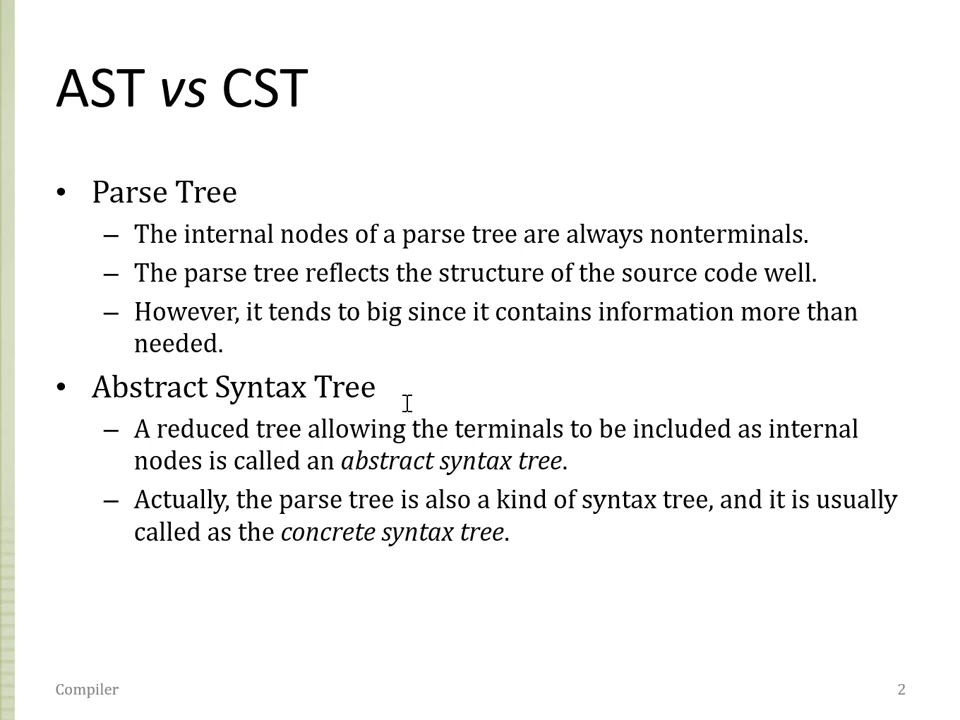 AST vs CST
• Parse Tree
– The internal nodes of a parse tree are always nonterminals.
– The parse tree reflects the structure of the source code well.
– However, it tends to big since it contains information more than
needed.
• Abstract Syntax Tree
– A reduced tree allowing the terminals to be included as internal
nodes is called an abstract syntax tree.
– Actually, the parse tree is also a kind of syntax tree, and it is usually
called as the concrete syntax tree.
Compiler
2